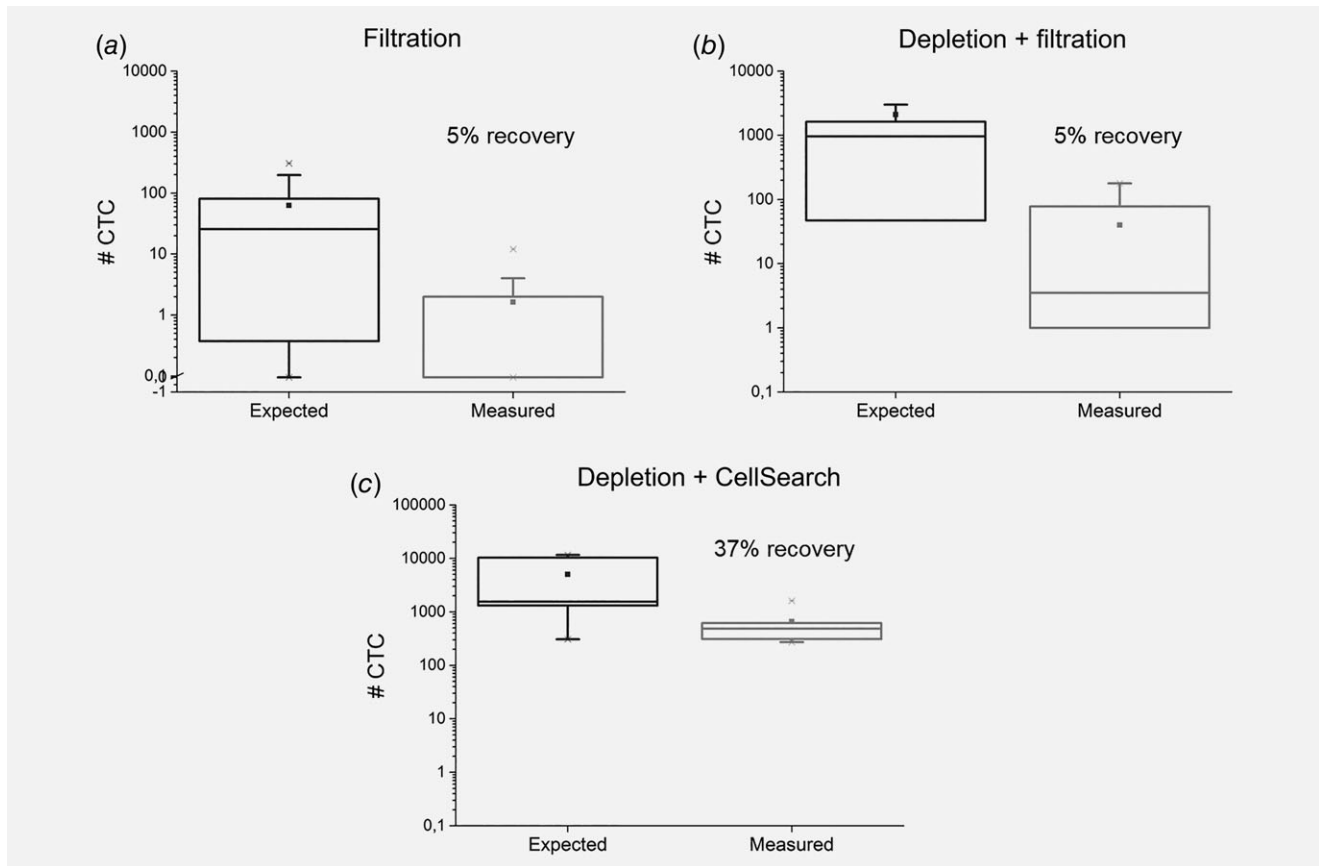 (a)
Filtration
10000
1000
5% recovery
100
# CTC
10
1
0,1
-1
Expected
Measured
(b)
Depletion + filtration
10000
1000
5% recovery
100
# CTC
10
1
0,1
Expected
Measured
(c)
Depletion + CellSearch
100000
10000
37% recovery
1000
# CTC
100
10
1
0,1
Expected
Measured